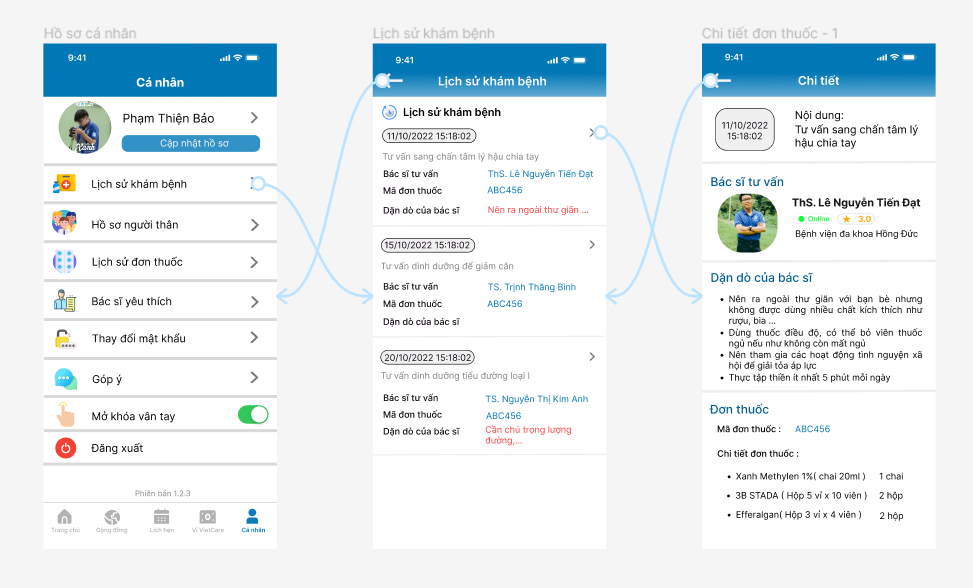 Hồ sơ cá nhân
9:41
Cá nhân
Phạm Thiện Bảo
Cập nhật hồ sơ
Lịch sử khám bệnh
Hồ sơ người thân
Lịch sử đơn thuốc
Bác sĩ yêu thích
Thay đổi mật khẩu
Góp ý
Mở khóa vân tay
Đăng xuất
Phiên bản 1.2.3
Trang chủ
Cộng đồng
Lịch hẹn
Ví VietCare
Cá nhân
Lịch sử khám bệnh
9:41
Lịch sử khám bệnh
Lịch sử khám bệnh
11/10/2022 15:18:02
Tư vấn sang chấn tâm lý hậu chia tay
Bác sĩ tư vấn ThS. Lê Nguyễn Tiến Đạt
Mã đơn thuốc ABC456
Dặn dò của bác sĩ Nên ra ngoài thư giãn ...
15/10/2022 15:18:02
Tư vấn dinh dưỡng để giảm cân
Bác sĩ tư vấn TS. Trịnh Thăng Bình
Mã đơn thuốc ABC456
Dặn dò của bác sĩ
20/10/2022 15:18:02
Tư vấn dinh dưỡng tiểu đường loại I
Bác sĩ tư vấn TS. Nguyễn Thị Kim Anh
Mã đơn thuốc ABC456
Dặn dò của bác sĩ Cần chú trọng lượng
đường,...
Chi tiết đơn thuốc - 1
9:41
Chi tiết
11/10/2022
15:18:02
Nội dung:
Tư vấn sang chấn tâm lý
hậu chia tay
Bác sĩ tư vấn
ThS. Lê Nguyễn Tiến Đạt
Online 3.0
Bệnh viện đa khoa Hồng Đức
Dặn dò của bác sĩ
• Nên ra ngoài thư giãn với bạn bè nhưng
không được dùng nhiều chất kích thích như
rượu, bia ...
• Dùng thuốc điều độ, có thể bỏ viên thuốc
ngủ nếu như không còn mất ngủ
• Nên tham gia các hoạt động tình nguyện xã
hội để giải tỏa áp lực
• Thực tập thiền ít nhất 5 phút mỗi ngày
Đơn thuốc
Mã đơn thuốc : ABC456
Chi tiết đơn thuốc :
• Xanh Methylen 1%( chai 20ml ) 1 chai
• 3B STADA ( Hộp 5 vỉ x 10 viên ) 2 hộp
• Efferalgan( Hộp 3 vỉ x 4 viên ) 2 hộp